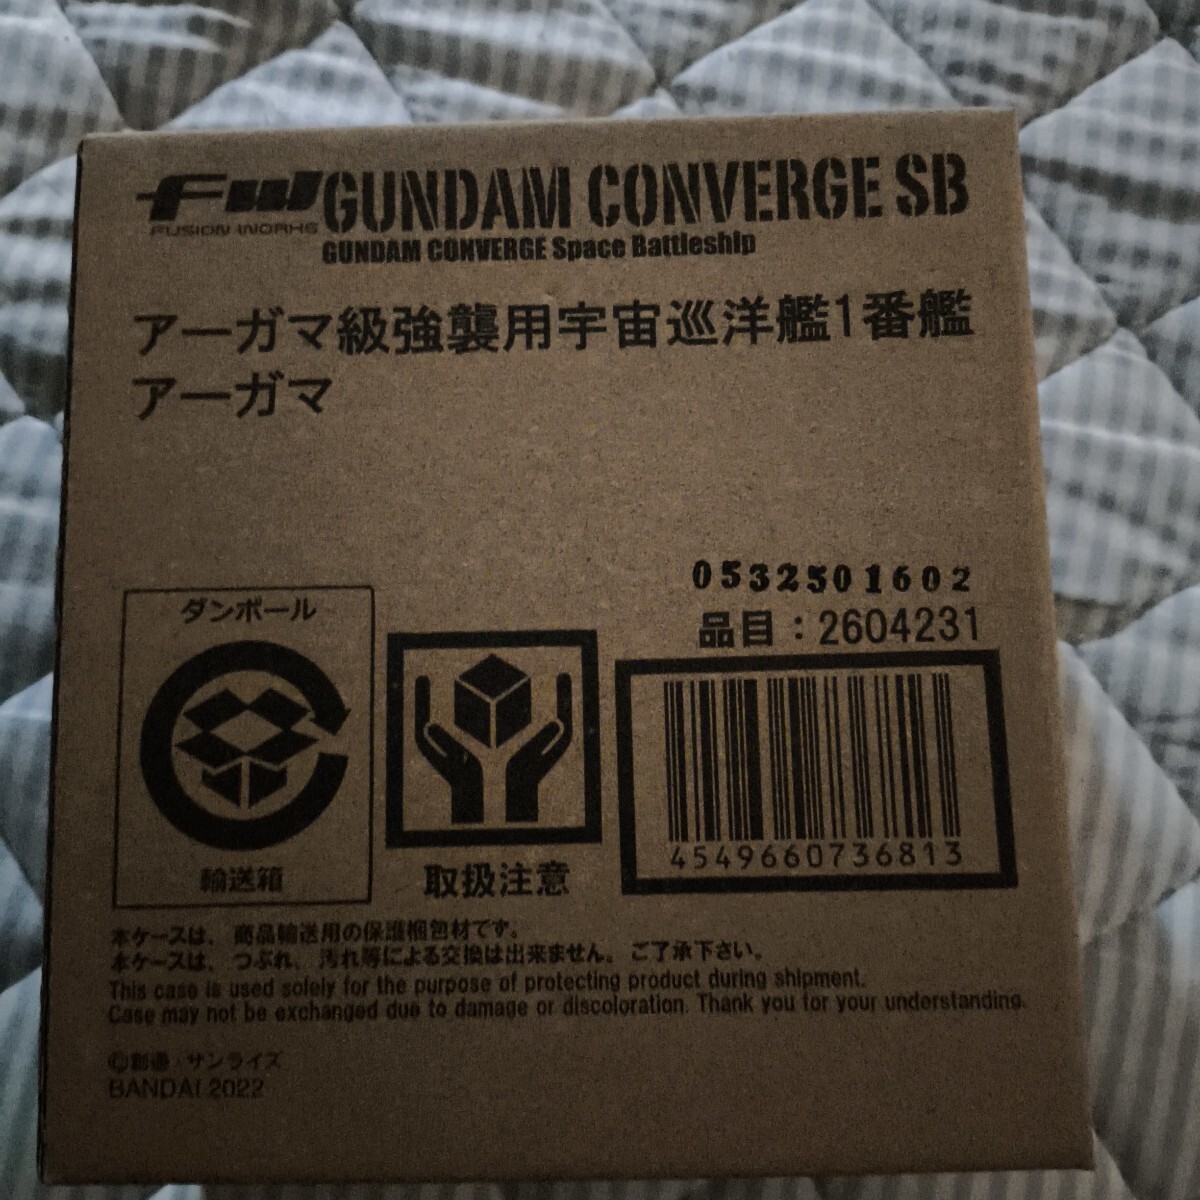 FW GUNDAM CONVERGE SB
FUSION WORKS
GUNDAM CONVERGE Space Battleship
アーガマ級強襲用宇宙巡洋艦1番艦
アーガマ
0532501602
品目：2604231
ダンボール
輸送箱
取扱注意
4549660736813
本ケースは、商品輸送用の保護梱包材です。
本ケースは、つぶれ、汚れ等による交換は出来ません。ご了承下さい。
This case is used solely for the purpose of protecting product during shipment.
Case may not be exchanged due to damage or discoloration. Thank you for your understanding.
©創通・サンライズ
BANDAI 2022